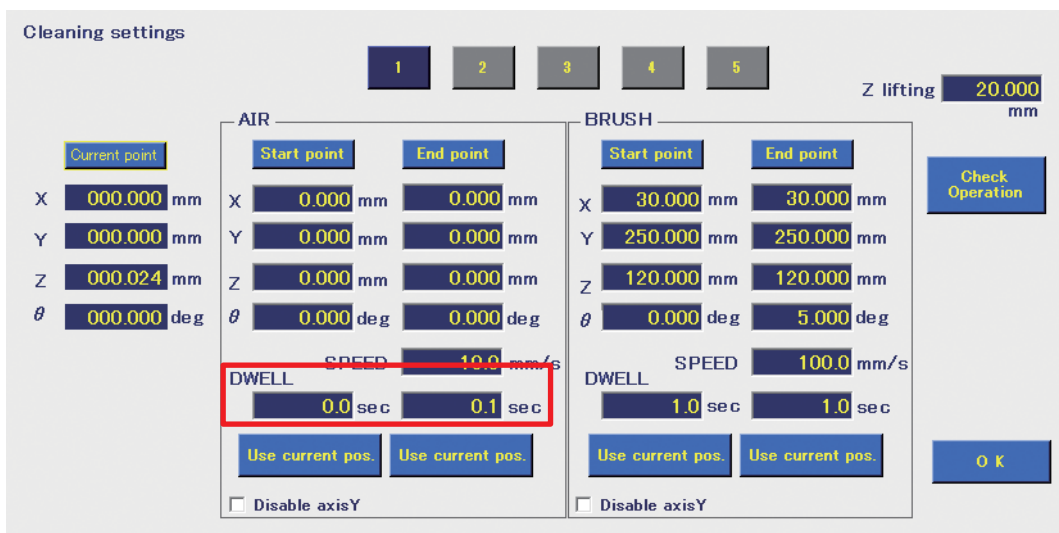 Cleaning settings
1 2 3 4 5
Z lifting 20.000 mm
Current point
X 000.000 mm
Y 000.000 mm
Z 000.024 mm
θ 000.000 deg
AIR
Start point End point
X 0.000 mm 0.000 mm
Y 0.000 mm 0.000 mm
Z 0.000 mm 0.000 mm
θ 0.000 deg 0.000 deg
SPEED 10.0 mm/s
DWELL
0.0 sec 0.1 sec
Use current pos. Use current pos.
Disable axisY
BRUSH
Start point End point
X 30.000 mm 30.000 mm
Y 250.000 mm 250.000 mm
Z 120.000 mm 120.000 mm
θ 0.000 deg 5.000 deg
SPEED 100.0 mm/s
DWELL
1.0 sec 1.0 sec
Use current pos. Use current pos.
Disable axisY
Check
Operation
O K